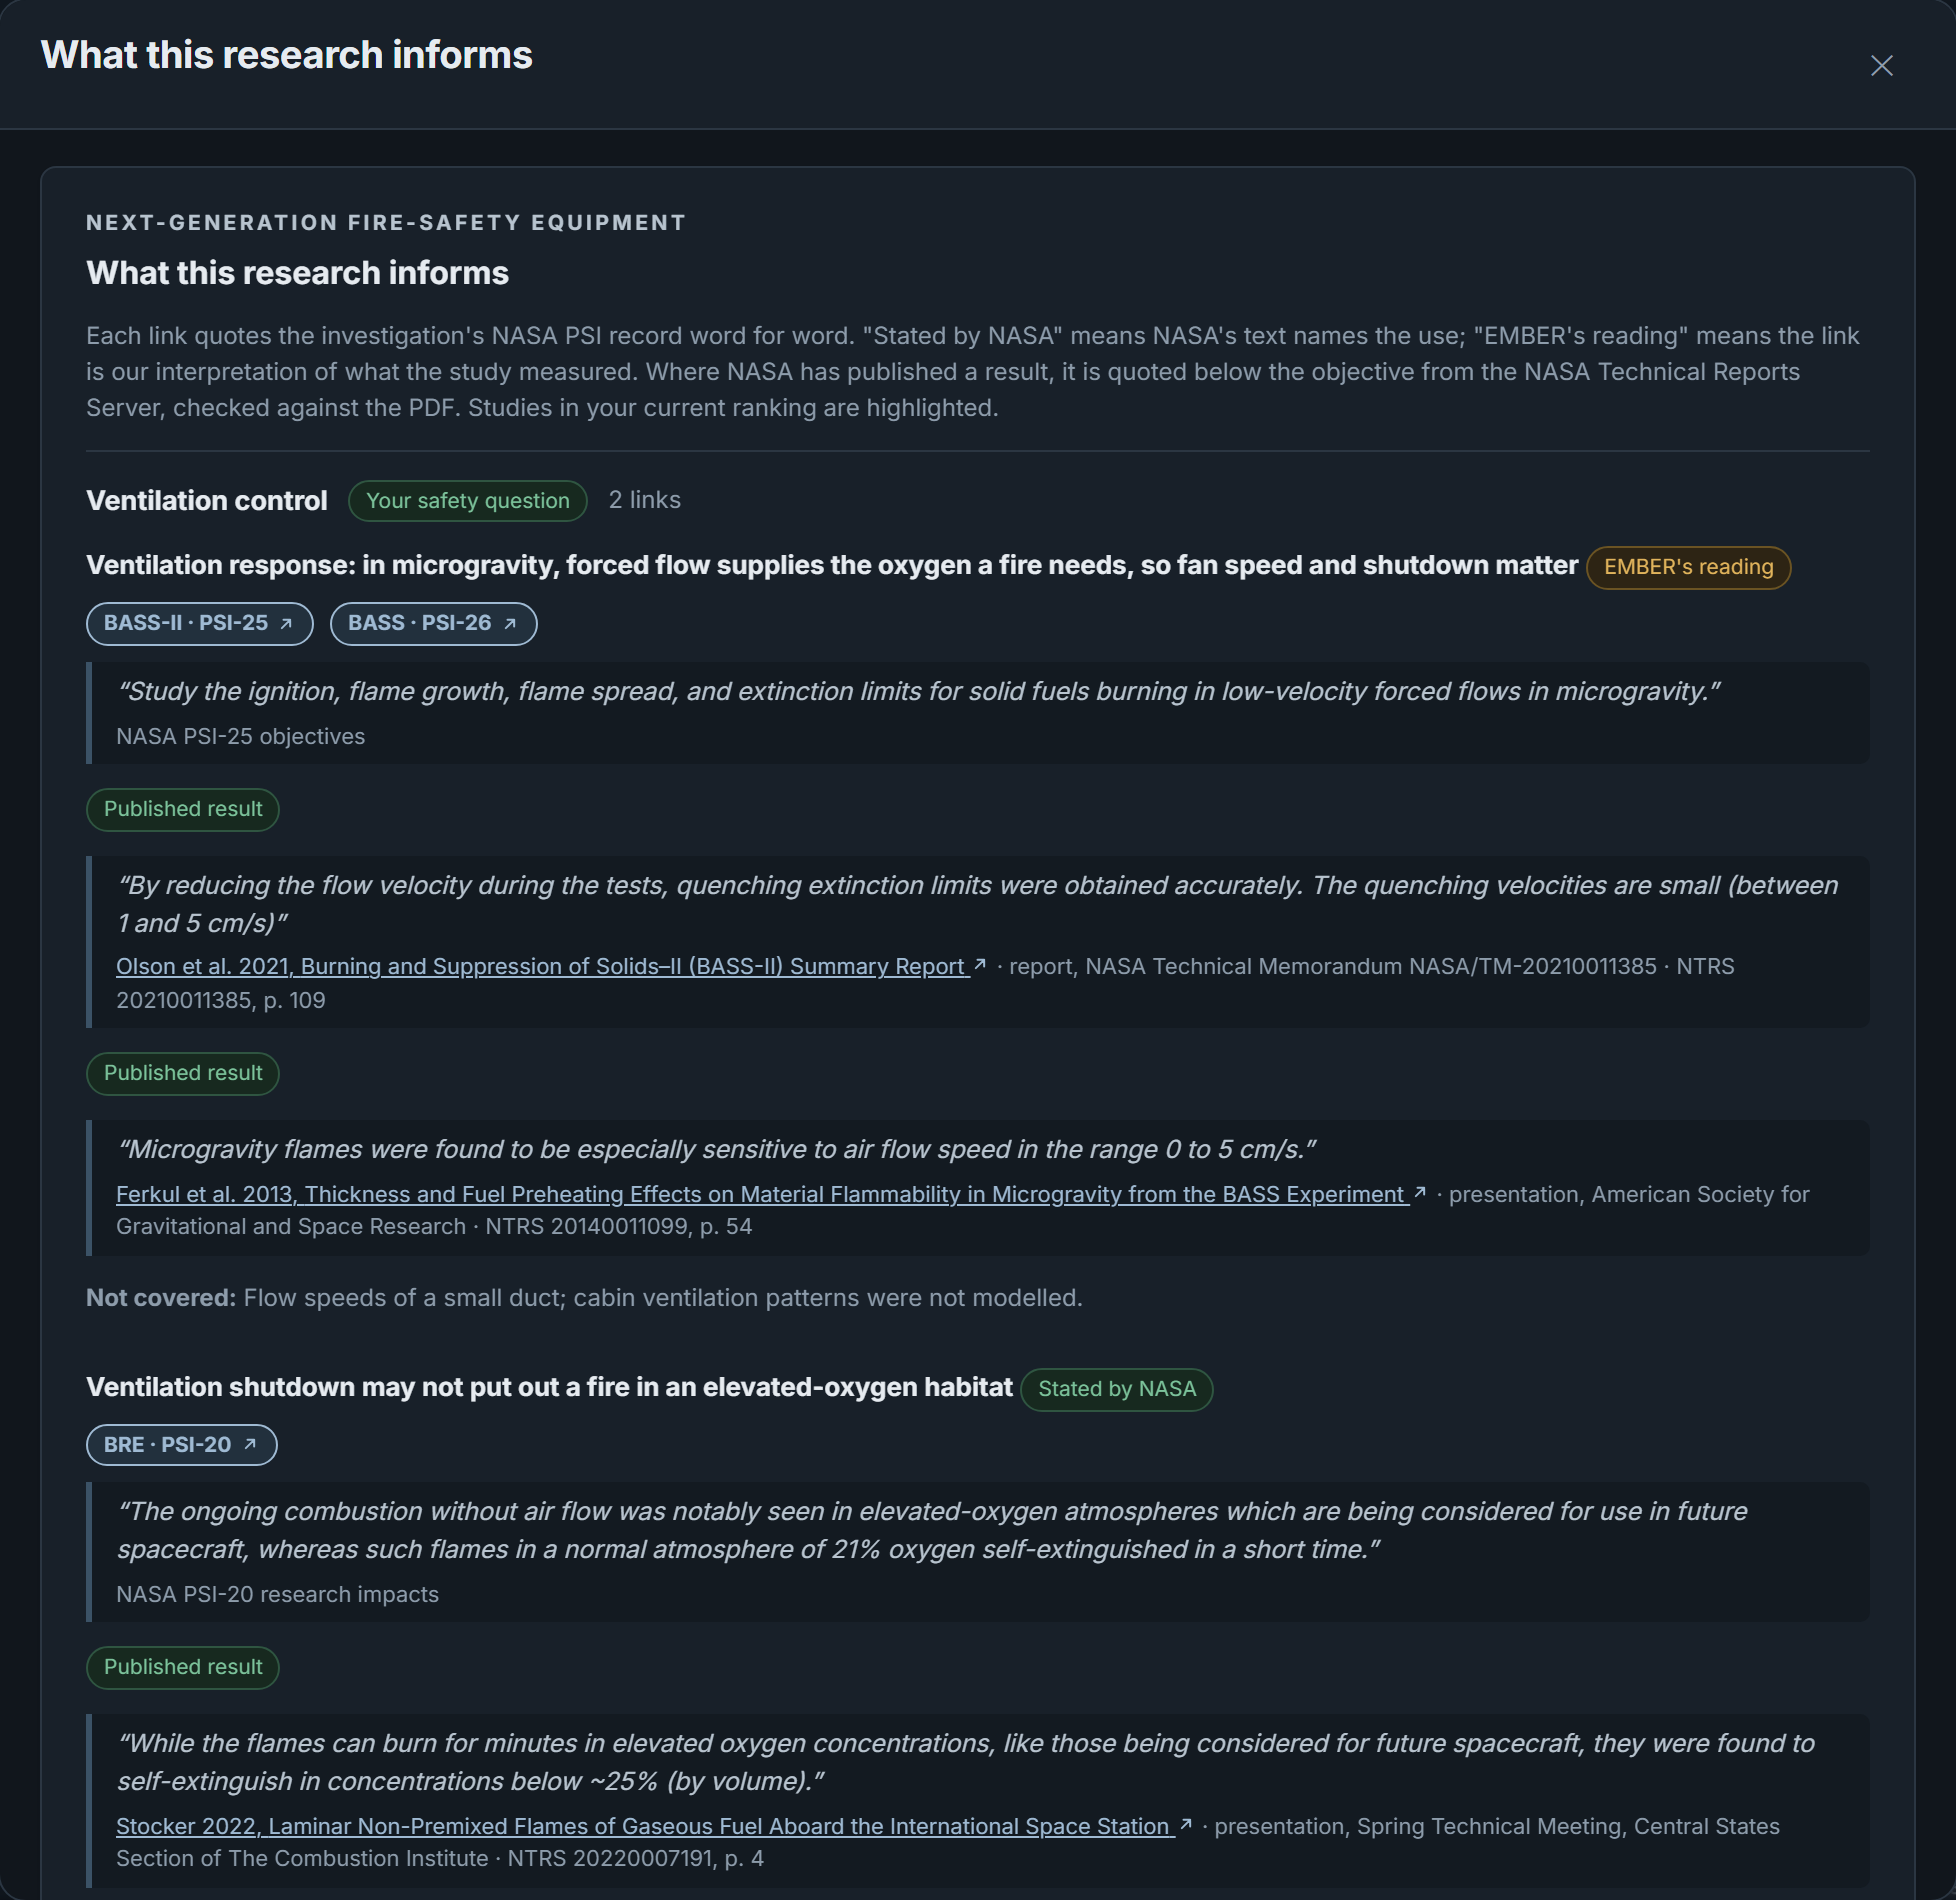 What this research informs
NEXT-GENERATION FIRE-SAFETY EQUIPMENT
What this research informs
Each link quotes the investigation's NASA PSI record word for word. "Stated by NASA" means NASA's text names the use; "EMBER's reading" means the link
is our interpretation of what the study measured. Where NASA has published a result, it is quoted below the objective from the NASA Technical Reports
Server, checked against the PDF. Studies in your current ranking are highlighted.
Ventilation control Your safety question 2 links
Ventilation response: in microgravity, forced flow supplies the oxygen a fire needs, so fan speed and shutdown matter EMBER's reading
BASS-II · PSI-25 ↗ BASS · PSI-26 ↗
“Study the ignition, flame growth, flame spread, and extinction limits for solid fuels burning in low-velocity forced flows in microgravity.”
NASA PSI-25 objectives
Published result
“By reducing the flow velocity during the tests, quenching extinction limits were obtained accurately. The quenching velocities are small (between
1 and 5 cm/s)”
Olson et al. 2021, Burning and Suppression of Solids–II (BASS-II) Summary Report ↗ · report, NASA Technical Memorandum NASA/TM-20210011385 · NTRS
20210011385, p. 109
Published result
“Microgravity flames were found to be especially sensitive to air flow speed in the range 0 to 5 cm/s.”
Ferkul et al. 2013, Thickness and Fuel Preheating Effects on Material Flammability in Microgravity from the BASS Experiment ↗ · presentation, American Society for
Gravitational and Space Research · NTRS 20140011099, p. 54
Not covered: Flow speeds of a small duct; cabin ventilation patterns were not modelled.
Ventilation shutdown may not put out a fire in an elevated-oxygen habitat Stated by NASA
BRE · PSI-20 ↗
“The ongoing combustion without air flow was notably seen in elevated-oxygen atmospheres which are being considered for use in future
spacecraft, whereas such flames in a normal atmosphere of 21% oxygen self-extinguished in a short time.”
NASA PSI-20 research impacts
Published result
“While the flames can burn for minutes in elevated oxygen concentrations, like those being considered for future spacecraft, they were found to
self-extinguish in concentrations below ~25% (by volume).”
Stocker 2022, Laminar Non-Premixed Flames of Gaseous Fuel Aboard the International Space Station ↗ · presentation, Spring Technical Meeting, Central States
Section of The Combustion Institute · NTRS 20220007191, p. 4